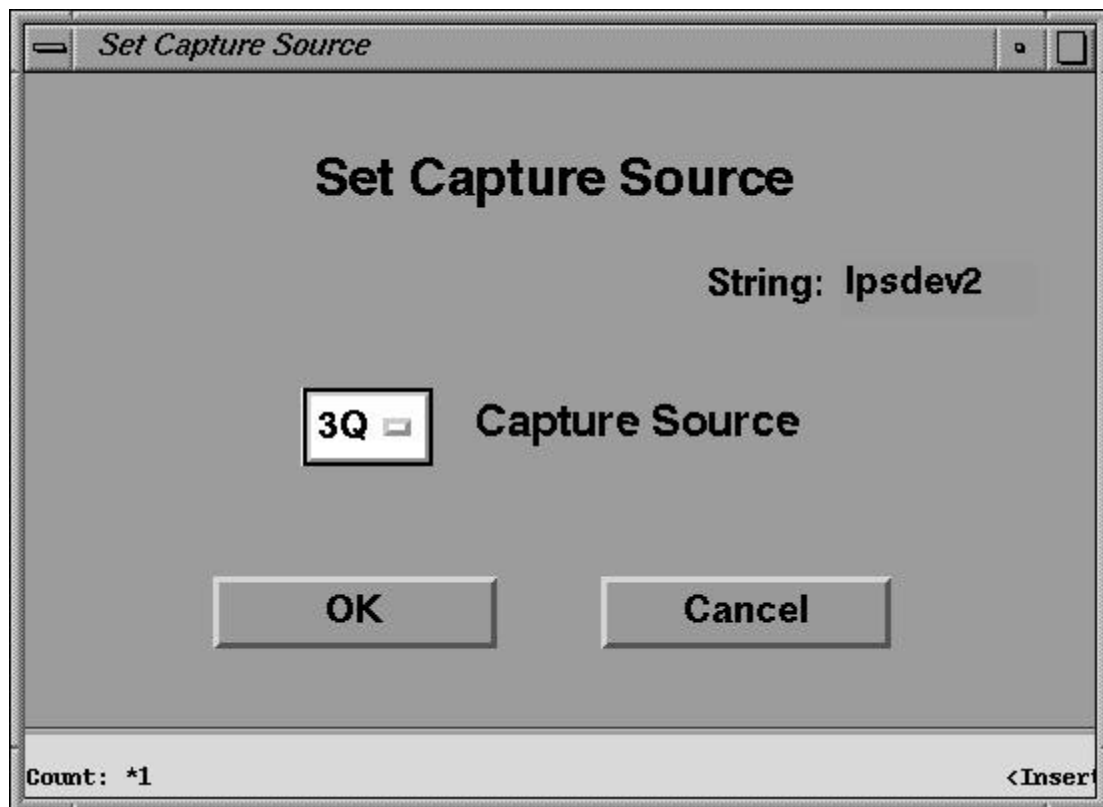 Set Capture Source
Set Capture Source
String: lpsdev2
3Q Capture Source
OK Cancel
Count: *1 <Insert